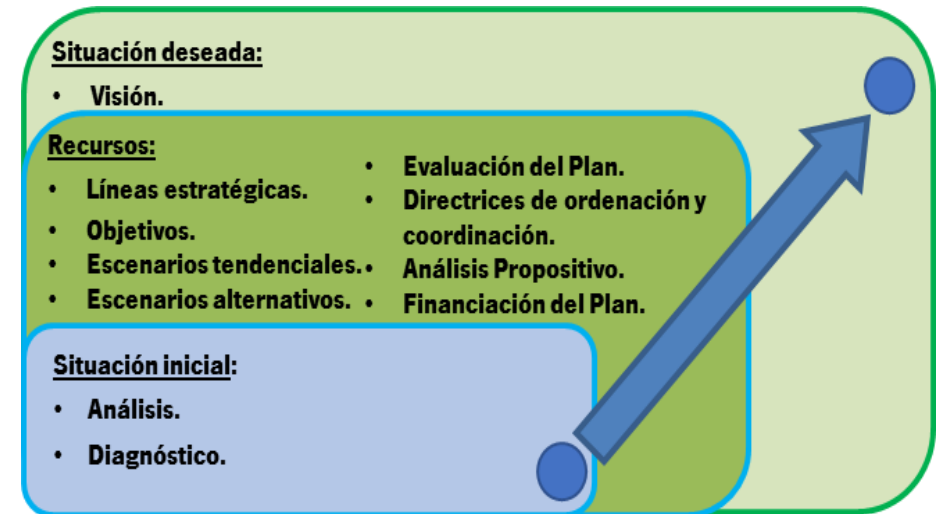 Situación deseada:
• Visión.
Recursos:
• Líneas estratégicas.
• Objetivos.
• Escenarios tendenciales.
• Escenarios alternativos.
• Evaluación del Plan.
• Directrices de ordenación y
coordinación.
• Análisis Propositivo.
• Financiación del Plan.
Situación inicial:
• Análisis.
• Diagnóstico.